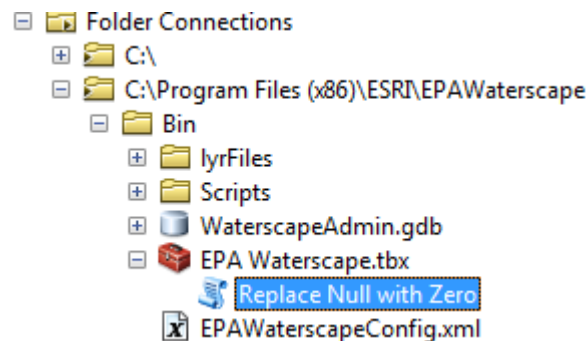 Folder Connections
C:\
C:\Program Files (x86)\ESRI\EPAWaterscape
Bin
lyrFiles
Scripts
WaterscapeAdmin.gdb
EPA Waterscape.tbx
Replace Null with Zero
EPAWaterscapeConfig.xml